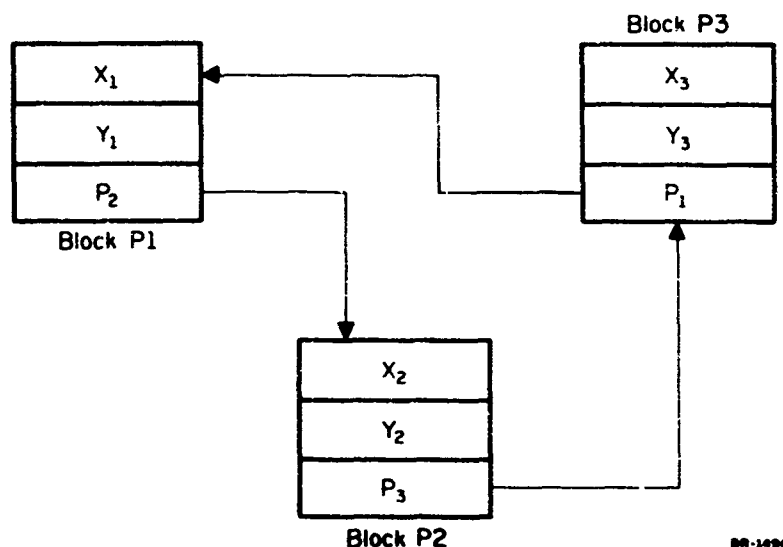 Block P3
X₁
Y₁
P₂
Block P1
X₃
Y₃
P₁
X₂
Y₂
P₃
Block P2